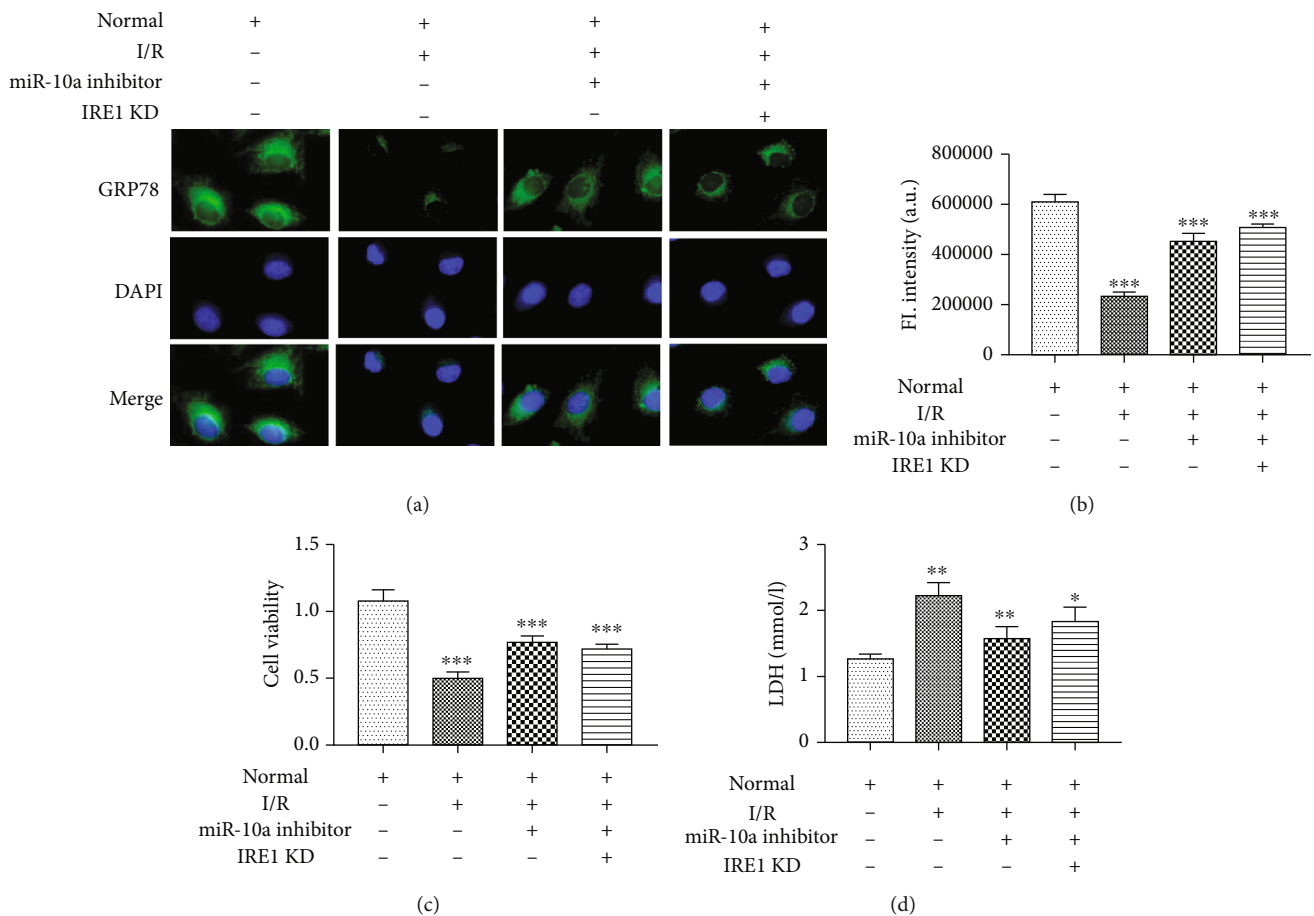 Normal + + + +
I/R – + + +
miR-10a inhibitor – – + +
IRE1 KD – – – +
GRP78
DAPI
Merge
(a)
800000
600000
400000
200000
0
FI. intensity (a.u.)
*** *** ***
Normal + + + +
I/R – + + +
miR-10a inhibitor – – + +
IRE1 KD – – – +
(b)
1.5
1.0
0.5
0.0
Cell viability
*** *** ***
Normal + + + +
I/R – + + +
miR-10a inhibitor – – + +
IRE1 KD – – – +
(c)
3
2
1
0
LDH (mmol/l)
** ** *
Normal + + + +
I/R – + + +
miR-10a inhibitor – – + +
IRE1 KD – – – +
(d)